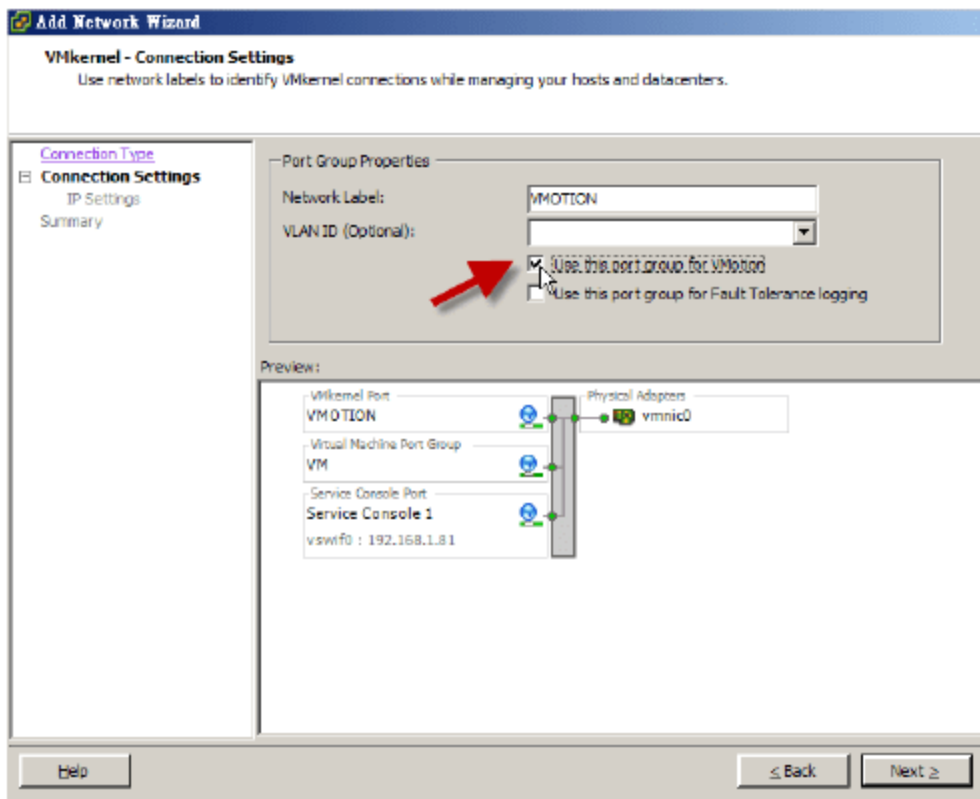 Add Network Wizard
VMkernel - Connection Settings
Use network labels to identify VMkernel connections while managing your hosts and datacenters.
Connection Type
Connection Settings
IP Settings
Summary
Port Group Properties
Network Label:
VMOTION
VLAN ID (Optional):
Use this port group for VMotion
Use this port group for Fault Tolerance logging
Preview:
VMkernel Port
VMOTION
Physical Adapters
vmnic0
Virtual Machine Port Group
VM
Service Console Port
Service Console 1
vswif0 : 192.168.1.81
Help
< Back
Next >